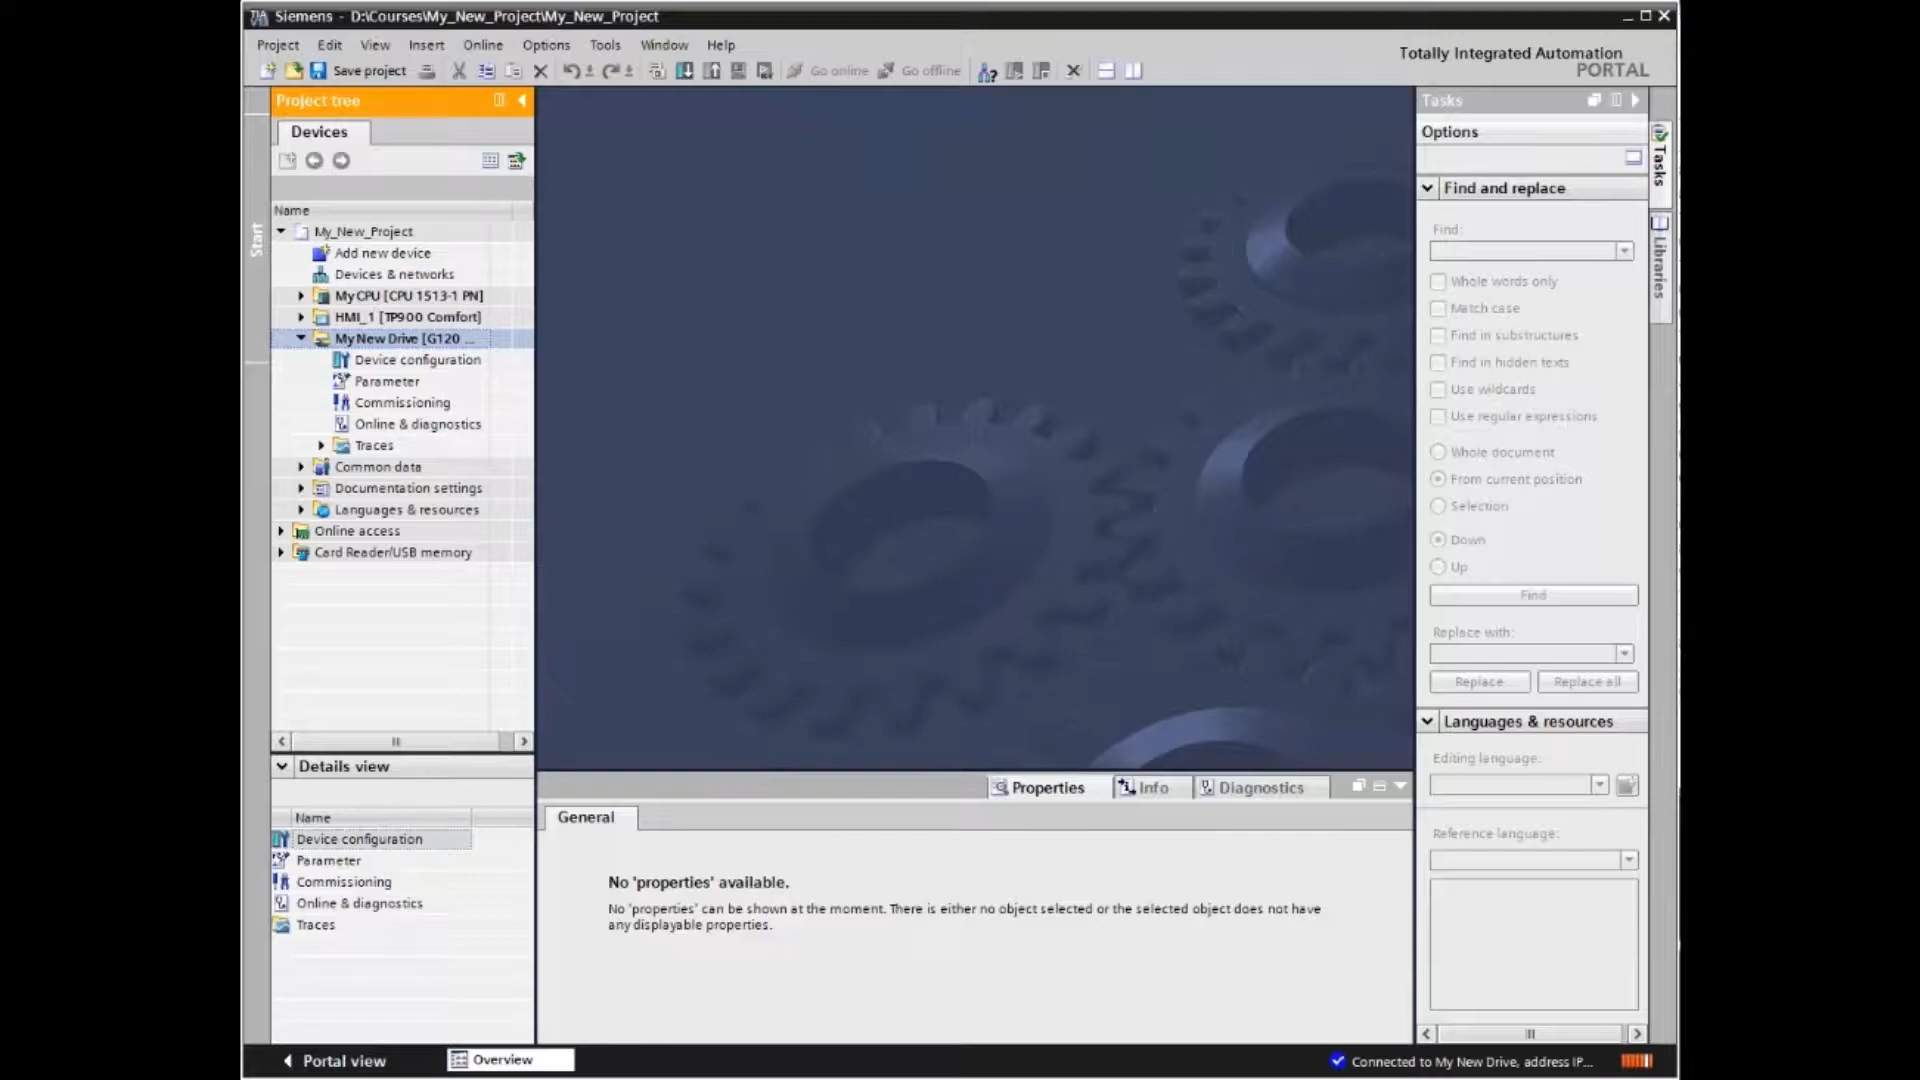 Siemens - D:\Courses\My_New_Project\My_New_Project
Project Edit View Insert Online Options Tools Window Help
Totally Integrated Automation
PORTAL
Save project Go online Go offline
Project tree
Devices
Start
Name
My_New_Project
Add new device
Devices & networks
My CPU [CPU 1513-1 PN]
HMI_1 [TP900 Comfort]
My New Drive [G120 ...
Device configuration
Parameter
Commissioning
Online & diagnostics
Traces
Common data
Documentation settings
Languages & resources
Online access
Card Reader/USB memory
Details view
Name
Device configuration
Parameter
Commissioning
Online & diagnostics
Traces
Properties Info Diagnostics
General
No 'properties' available.
No 'properties' can be shown at the moment. There is either no object selected or the selected object does not have
any displayable properties.
Tasks
Options
Find and replace
Find:
Whole words only
Match case
Find in substructures
Find in hidden texts
Use wildcards
Use regular expressions
Whole document
From current position
Selection
Down
Up
Find
Replace with:
Replace Replace all
Languages & resources
Editing language:
Reference language:
Tasks
Libraries
Portal view Overview
Connected to My New Drive, address IP...